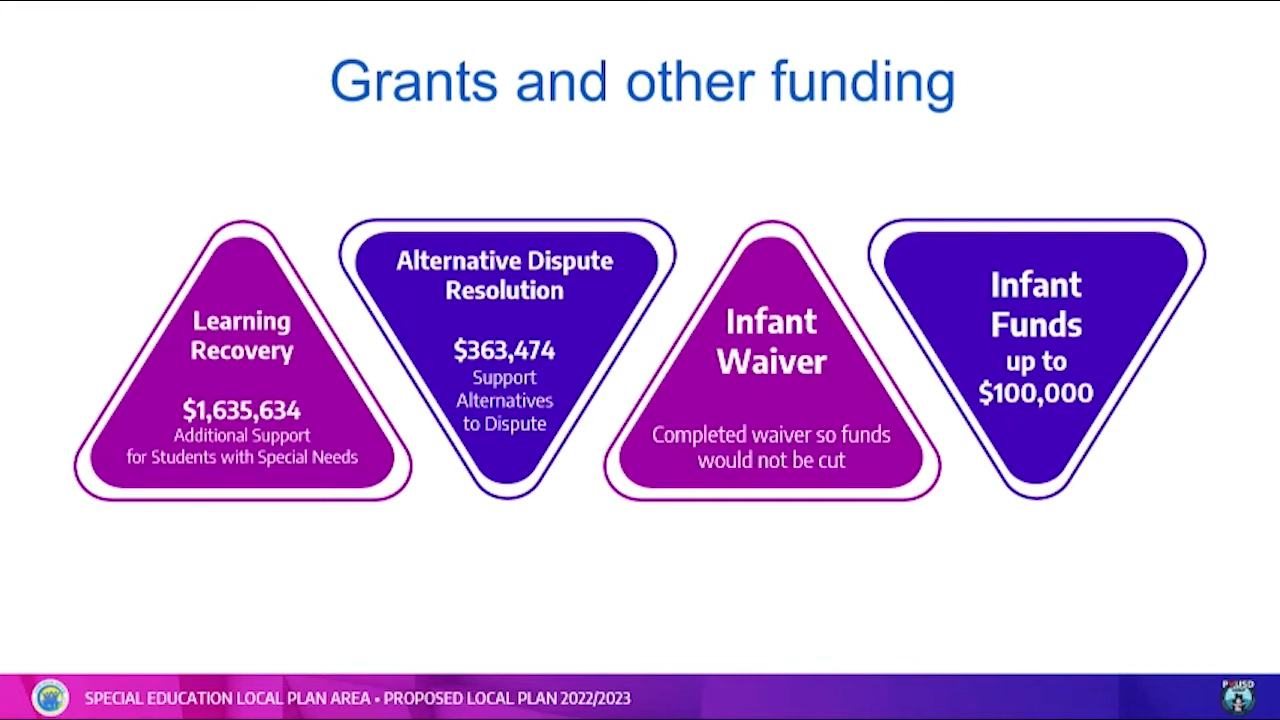 Grants and other funding
Learning
Recovery
$1,635,634
Additional Support
for Students with Special Needs
Alternative Dispute
Resolution
$363,474
Support
Alternatives
to Dispute
Infant
Waiver
Completed waiver so funds
would not be cut
Infant
Funds
up to
$100,000
SPECIAL EDUCATION LOCAL PLAN AREA • PROPOSED LOCAL PLAN 2022/2023